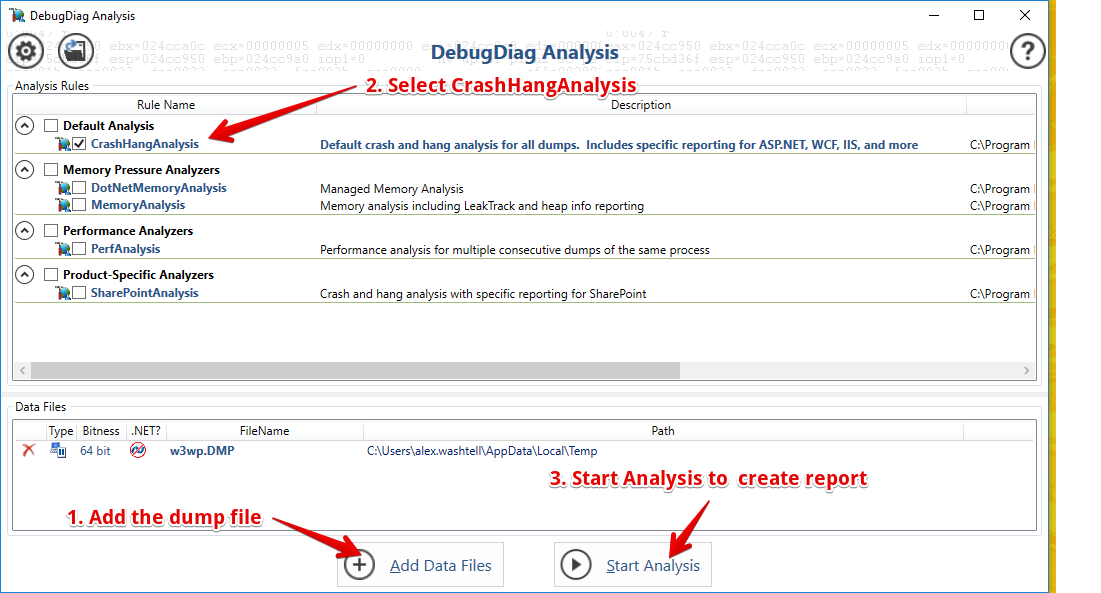 DebugDiag Analysis
DebugDiag Analysis
2. Select CrashHangAnalysis
Analysis Rules
Rule Name Description
Default Analysis
CrashHangAnalysis Default crash and hang analysis for all dumps. Includes specific reporting for ASP.NET, WCF, IIS, and more C:\Program
Memory Pressure Analyzers
DotNetMemoryAnalysis Managed Memory Analysis C:\Program
MemoryAnalysis Memory analysis including LeakTrack and heap info reporting C:\Program
Performance Analyzers
PerfAnalysis Performance analysis for multiple consecutive dumps of the same process C:\Program
Product-Specific Analyzers
SharePointAnalysis Crash and hang analysis with specific reporting for SharePoint C:\Program
Data Files
Type Bitness .NET? FileName Path
64 bit w3wp.DMP C:\Users\alex.washtell\AppData\Local\Temp
3. Start Analysis to create report
1. Add the dump file
Add Data Files Start Analysis